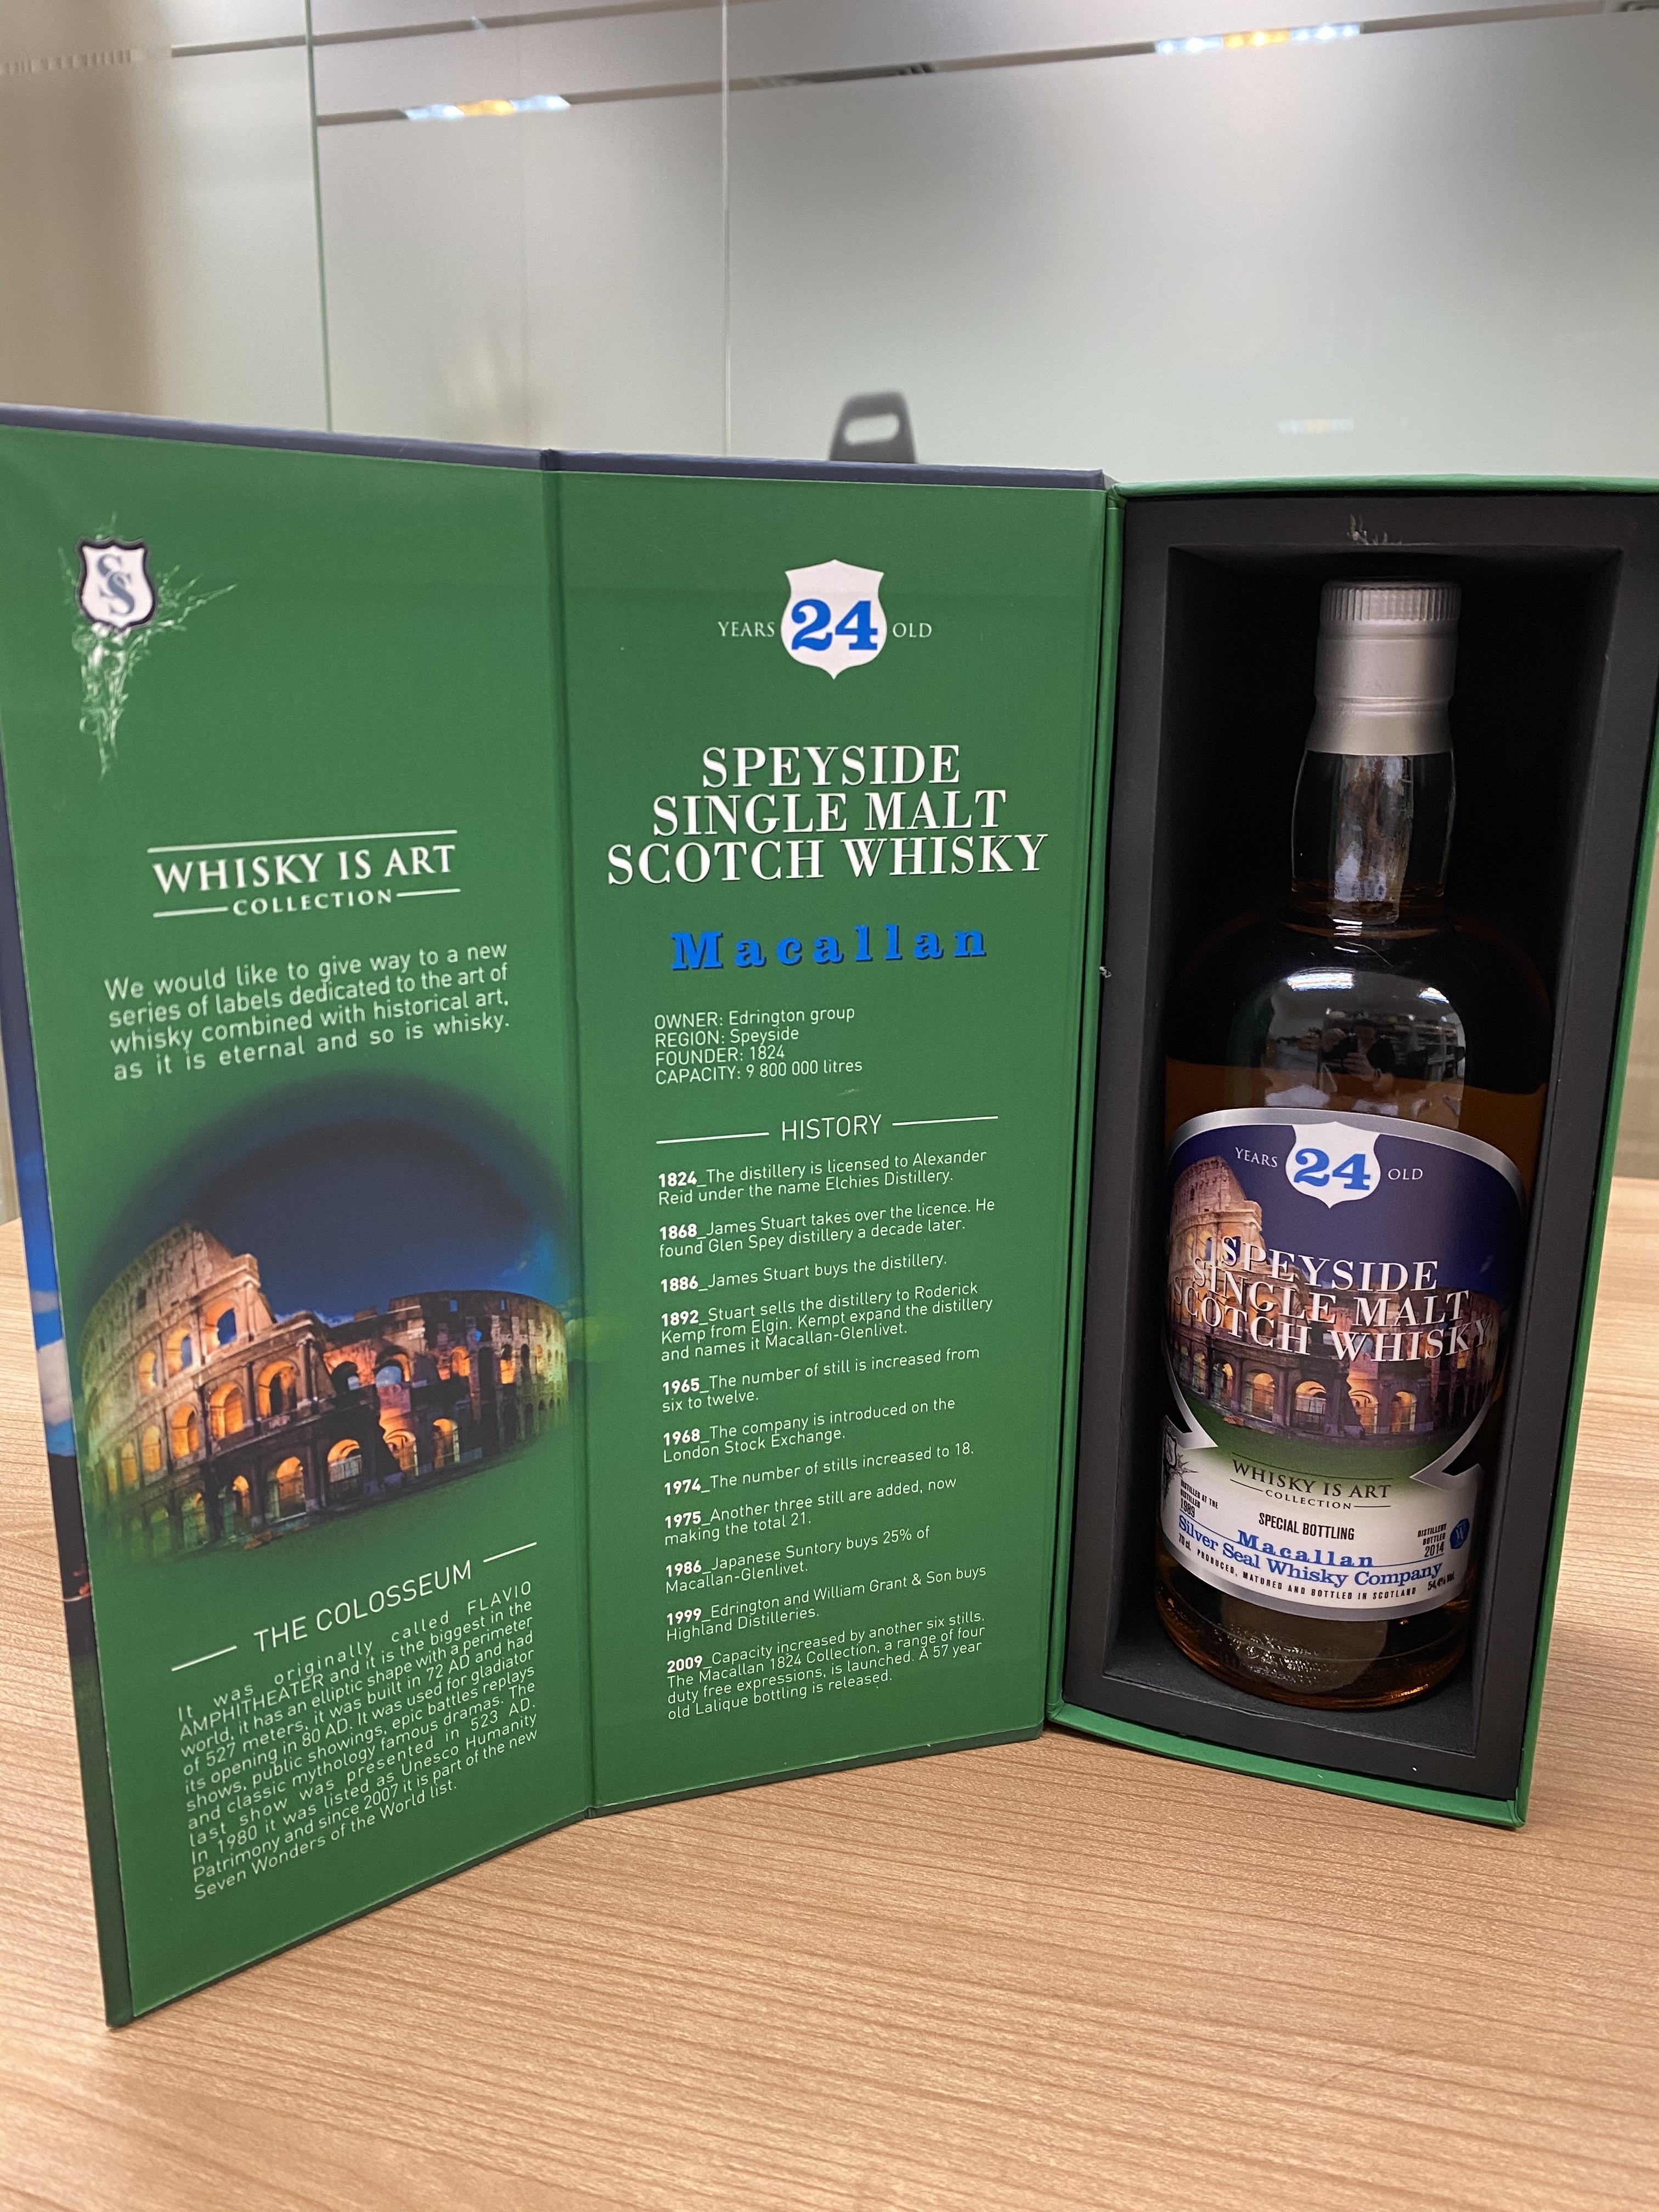 SS
WHISKY IS ART
COLLECTION
We would like to give way to a new
series of labels dedicated to the art of
whisky combined with historical art,
as it is eternal and so is whisky.
THE COLOSSEUM
It was originally called FLAVIO
AMPHITHEATER and it is the biggest in the
world, it has an elliptic shape with a perimeter
of 527 meters, it was built in 72 AD and had
its opening in 80 AD. It was used for gladiator
shows, public showings, epic battles replays
and classic mythology famous dramas. The
last show was presented in 523 AD.
In 1980 it was listed as Unesco Humanity
Patrimony and since 2007 it is part of the new
Seven Wonders of the World list.
YEARS 24 OLD
SPEYSIDE
SINGLE MALT
SCOTCH WHISKY
Macallan
OWNER: Edrington group
REGION: Speyside
FOUNDER: 1824
CAPACITY: 9 800 000 litres
HISTORY
1824_The distillery is licensed to Alexander
Reid under the name Elchies Distillery.
1868_James Stuart takes over the licence. He
found Glen Spey distillery a decade later.
1886_James Stuart buys the distillery.
1892_Stuart sells the distillery to Roderick
Kemp from Elgin. Kempt expand the distillery
and names it Macallan-Glenlivet.
1965_The number of still is increased from
six to twelve.
1968_The company is introduced on the
London Stock Exchange.
1974_The number of stills increased to 18.
1975_Another three still are added, now
making the total 21.
1986_Japanese Suntory buys 25% of
Macallan-Glenlivet.
1999_Edrington and William Grant & Son buys
Highland Distilleries.
2009_Capacity increased by another six stills.
The Macallan 1824 Collection, a range of four
duty free expressions, is launched. A 57 year
old Lalique bottling is released.
YEARS 24 OLD
SPEYSIDE
SINGLE MALT
SCOTCH WHISKY
WHISKY IS ART
COLLECTION
DISTILLED AT THE
DISTILLER
1989
SPECIAL BOTTLING
DISTILLERY
BOTTLED
2014
Macallan
Silver Seal Whisky Company
70cl PRODUCED, MATURED AND BOTTLED IN SCOTLAND 54,4% Vol.